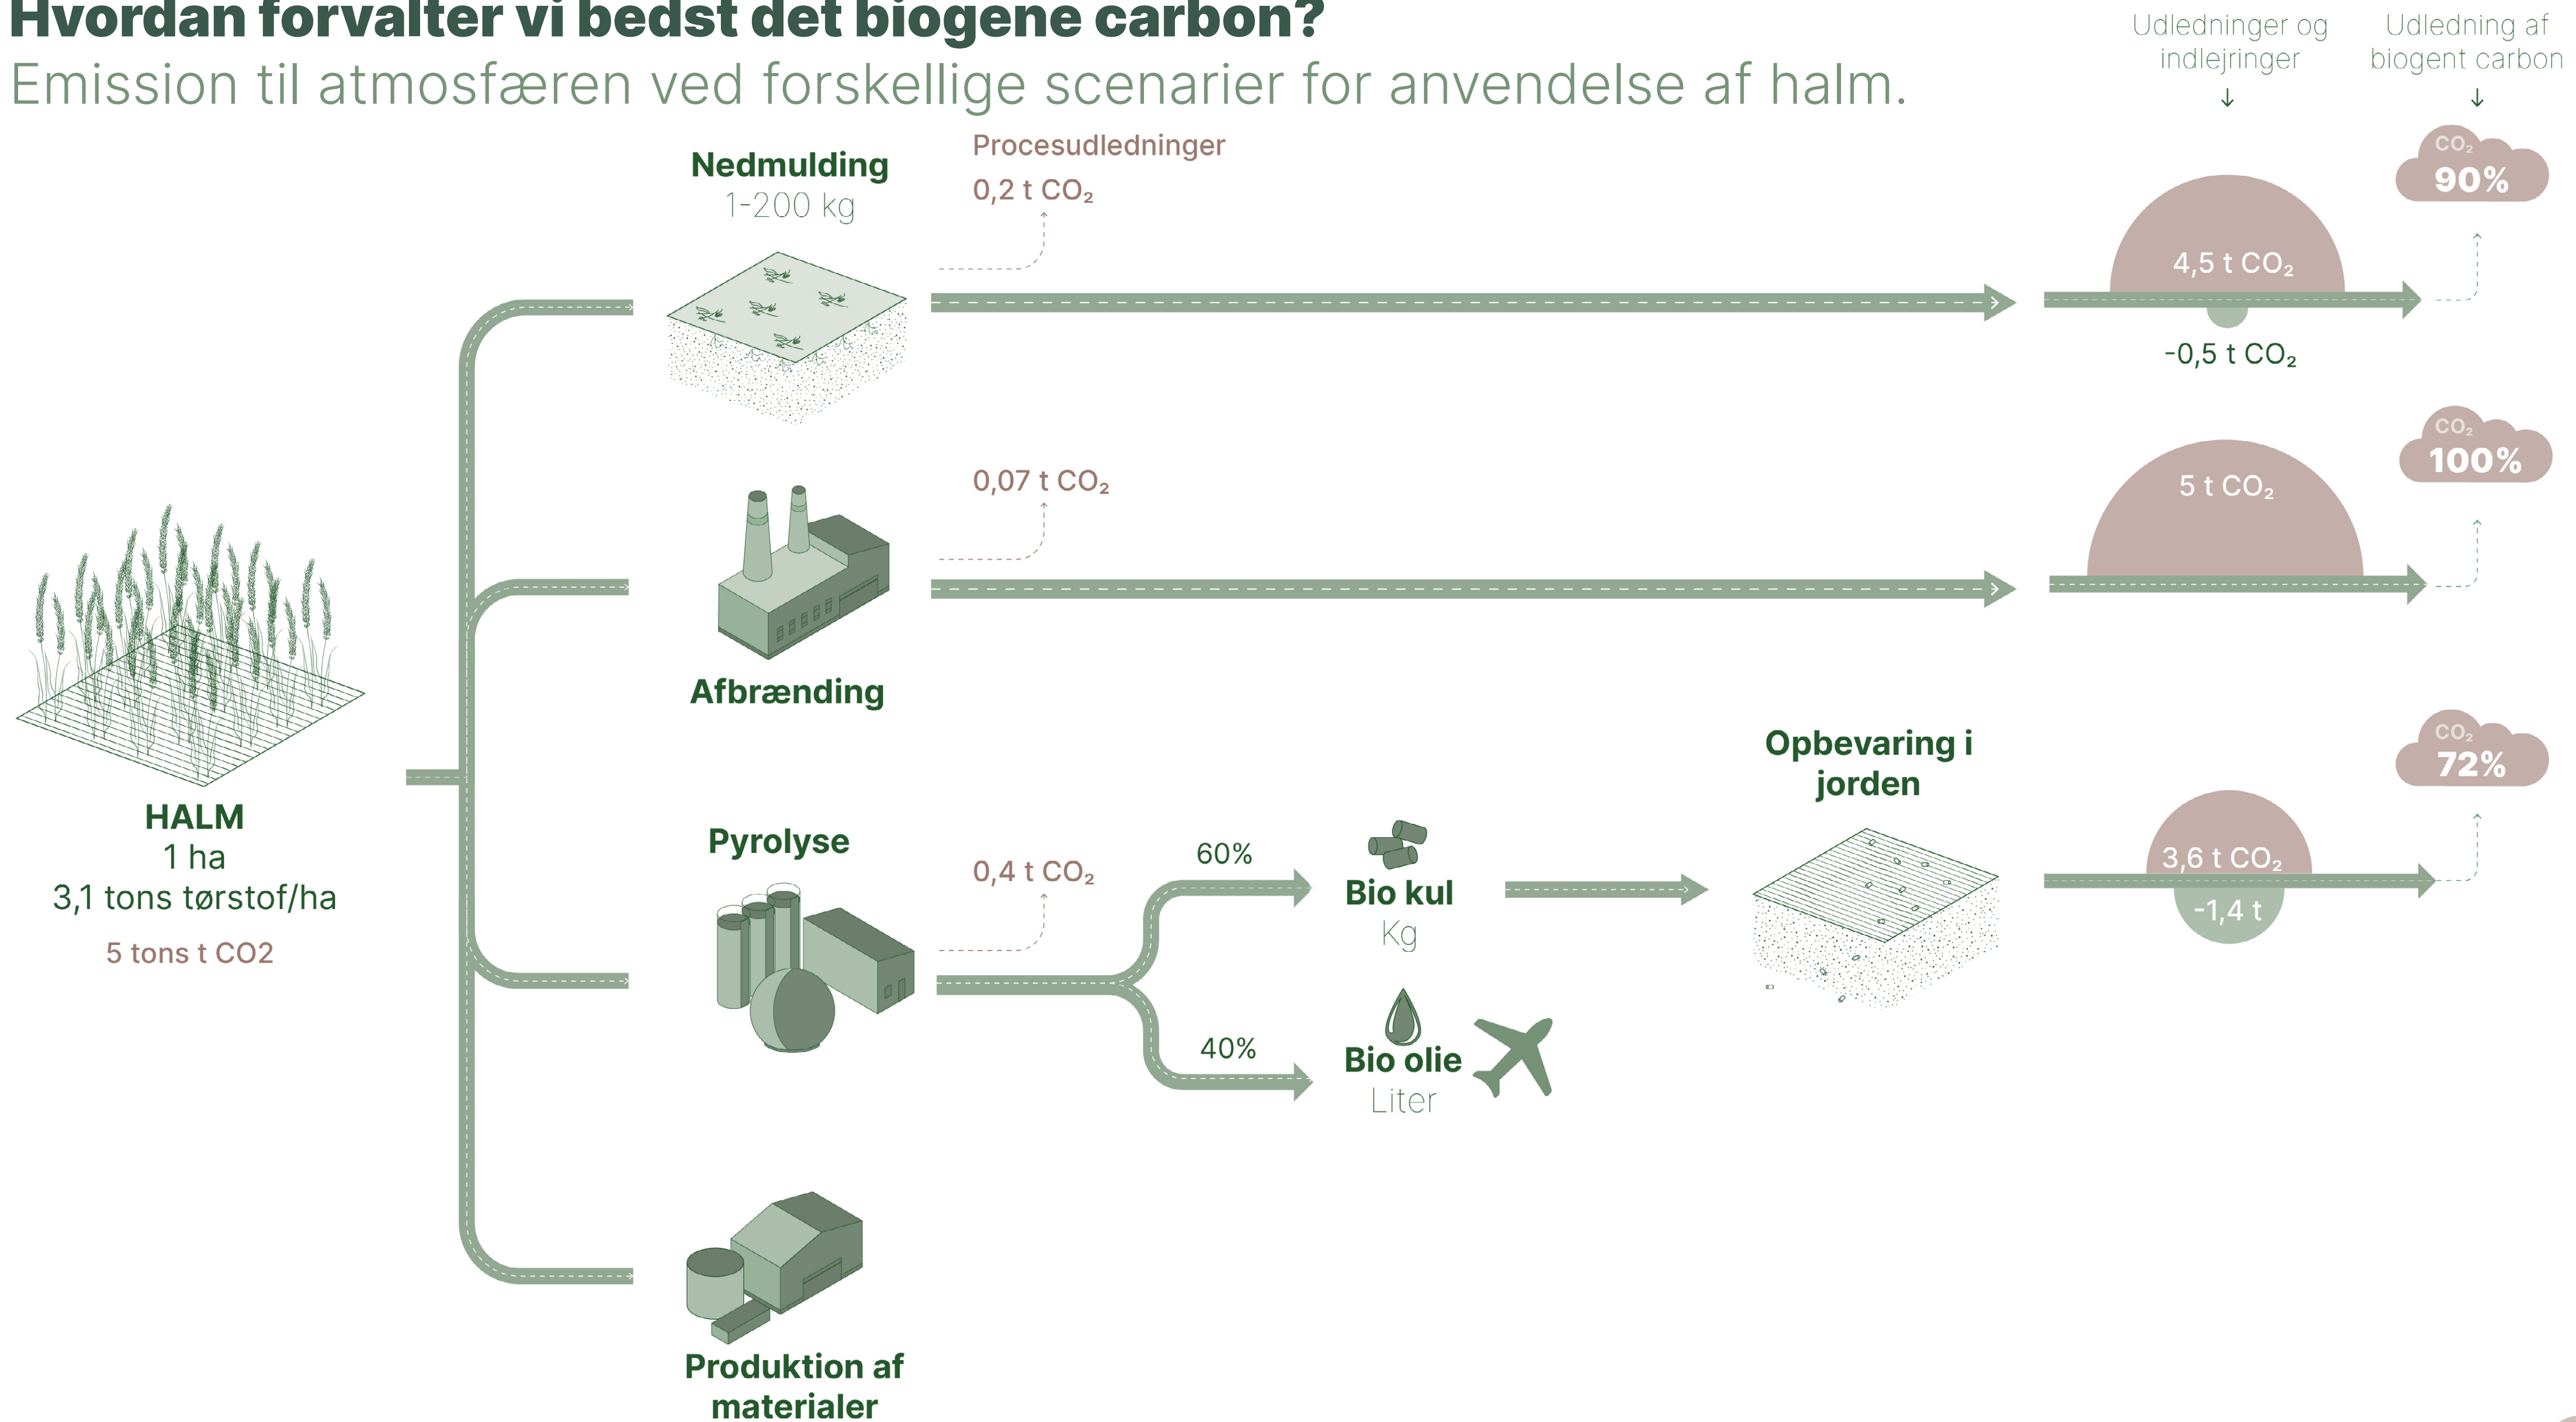 Hvordan forvalter vi bedst det biogene carbon?
Emission til atmosfæren ved forskellige scenarier for anvendelse af halm.
Udledninger og
indlejringer
↓
Udledning af
biogent carbon
↓
Nedmulding
1-200 kg
Procesudledninger
0,2 t CO₂
4,5 t CO₂
-0,5 t CO₂
CO₂
90%
Afbrænding
0,07 t CO₂
5 t CO₂
CO₂
100%
HALM
1 ha
3,1 tons tørstof/ha
5 tons t CO2
Pyrolyse
0,4 t CO₂
60%
Bio kul
Kg
40%
Bio olie
Liter
Opbevaring i
jorden
3,6 t CO₂
-1,4 t
CO₂
72%
Produktion af
materialer